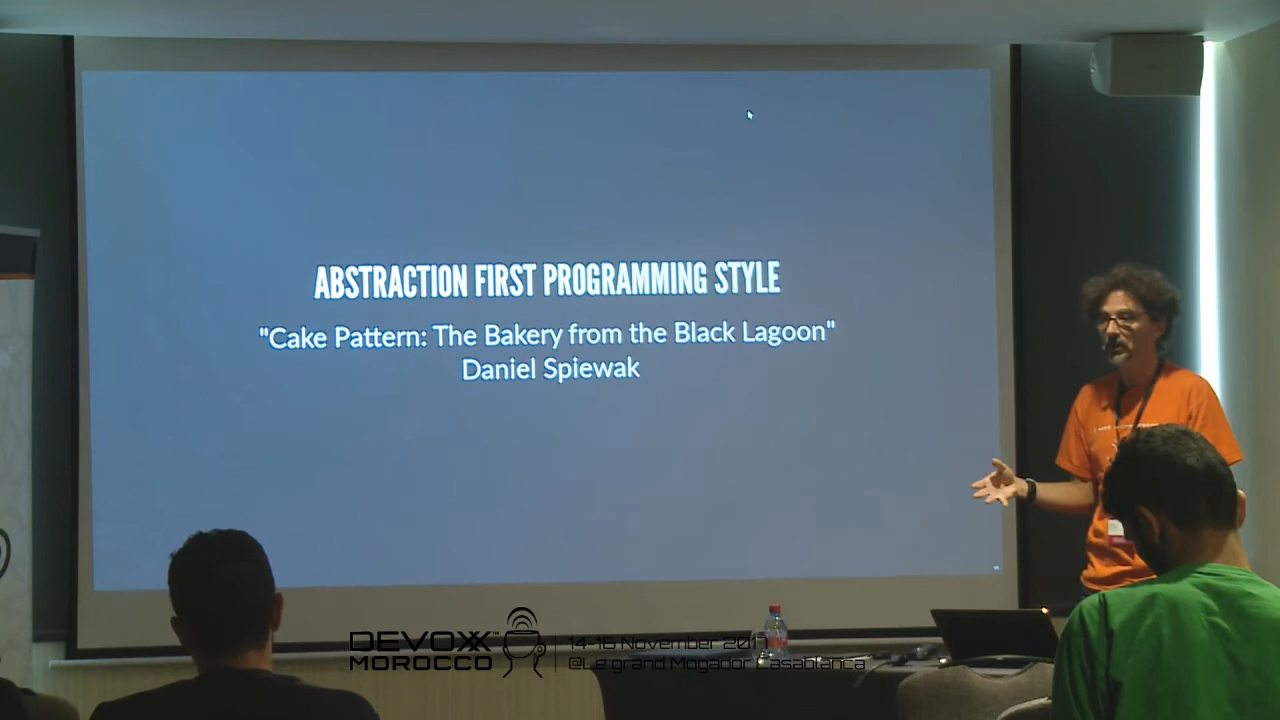 ABSTRACTION FIRST PROGRAMMING STYLE
"Cake Pattern: The Bakery from the Black Lagoon"
Daniel Spiewak
DEVOXX™
MOROCCO
14-16 November 2017
@Le grand Mogador Casablanca